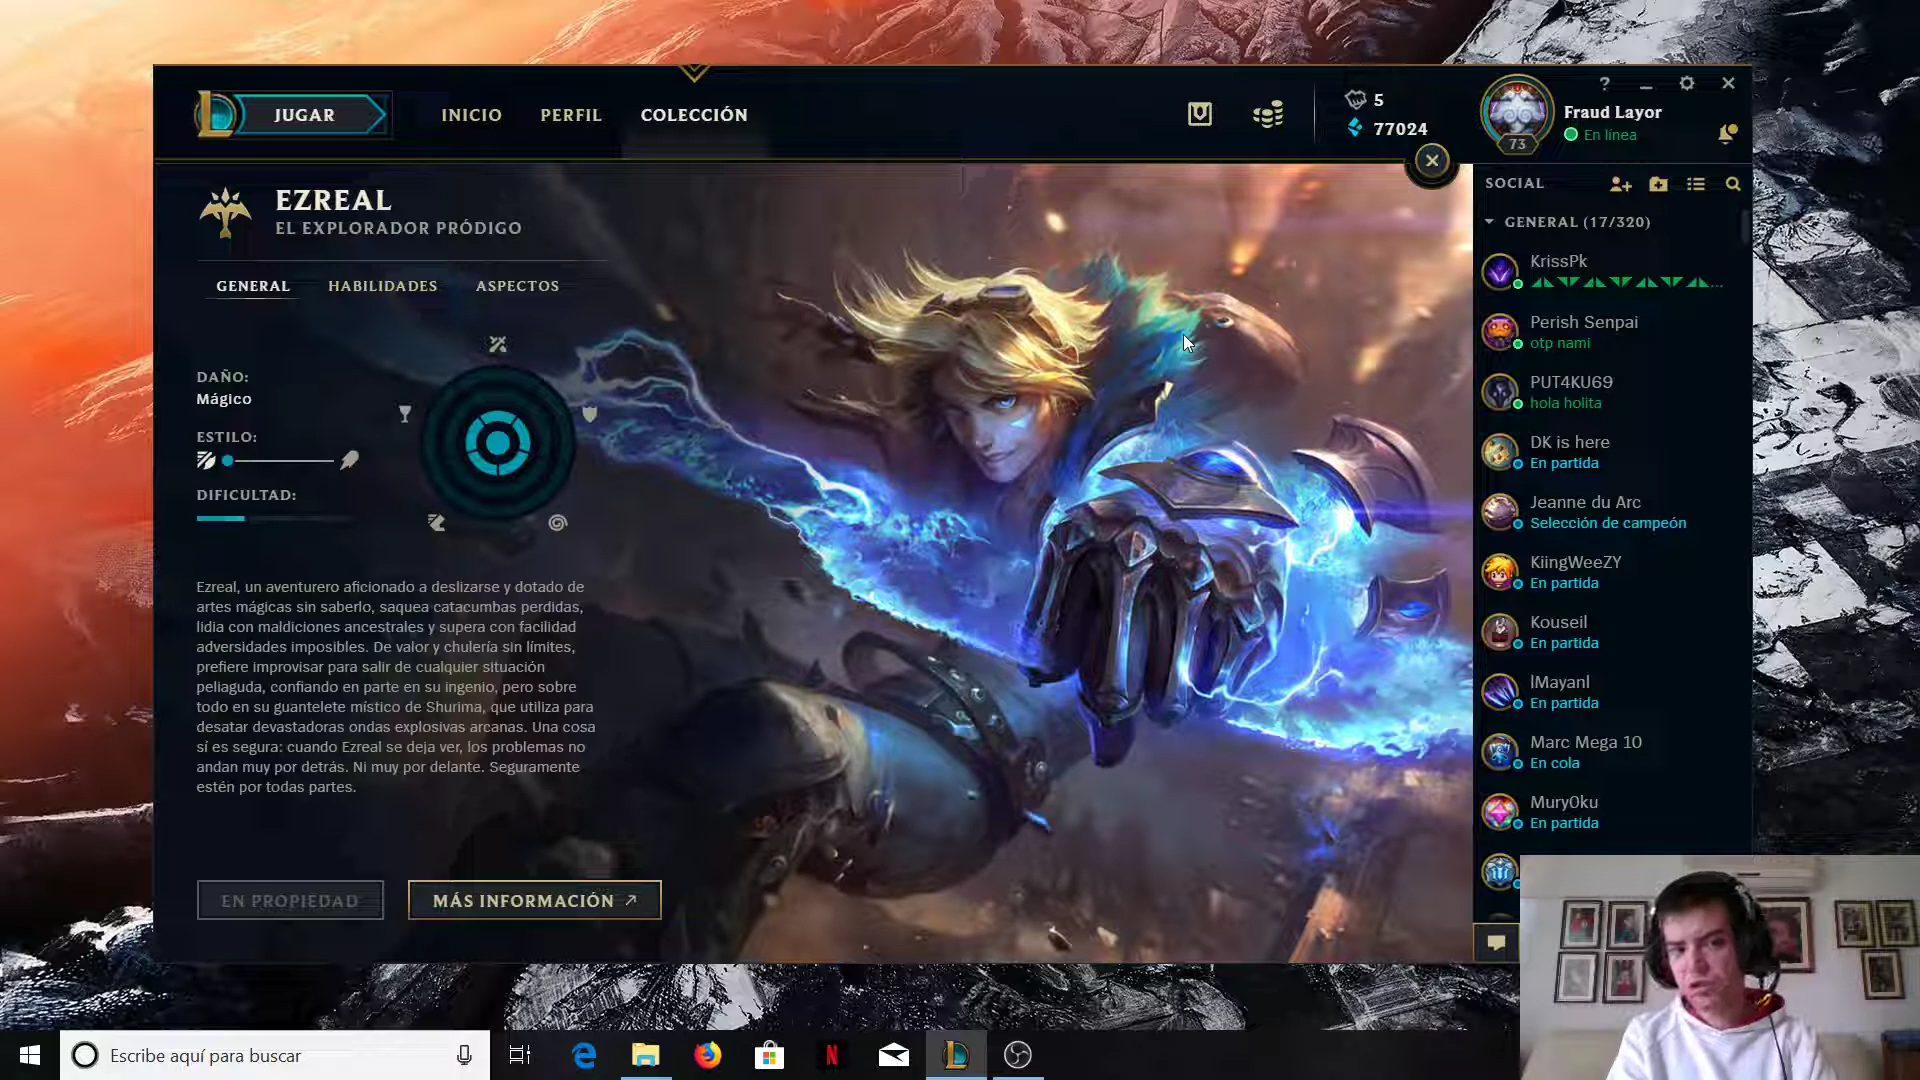 JUGAR
INICIO
PERFIL
COLECCIÓN
5
77024
73
?
Fraud Layor
En línea
EZREAL
EL EXPLORADOR PRÓDIGO
GENERAL
HABILIDADES
ASPECTOS
DAÑO:
Mágico
ESTILO:
DIFICULTAD:
Ezreal, un aventurero aficionado a deslizarse y dotado de
artes mágicas sin saberlo, saquea catacumbas perdidas,
lidia con maldiciones ancestrales y supera con facilidad
adversidades imposibles. De valor y chulería sin límites,
prefiere improvisar para salir de cualquier situación
peliaguda, confiando en parte en su ingenio, pero sobre
todo en su guantelete místico de Shurima, que utiliza para
desatar devastadoras ondas explosivas arcanas. Una cosa
sí es segura: cuando Ezreal se deja ver, los problemas no
andan muy por detrás. Ni muy por delante. Seguramente
estén por todas partes.
EN PROPIEDAD
MÁS INFORMACIÓN
SOCIAL
GENERAL (17/320)
KrissPk
◢◣◥◤◢◣◥◤◢◣◥◤◢◣...
Perish Senpai
otp nami
PUT4KU69
hola holita
DK is here
En partida
Jeanne du Arc
Selección de campeón
KiingWeeZY
En partida
Kouseil
En partida
lMayanl
En partida
Marc Mega 10
En cola
Mury0ku
En partida
Escribe aquí para buscar